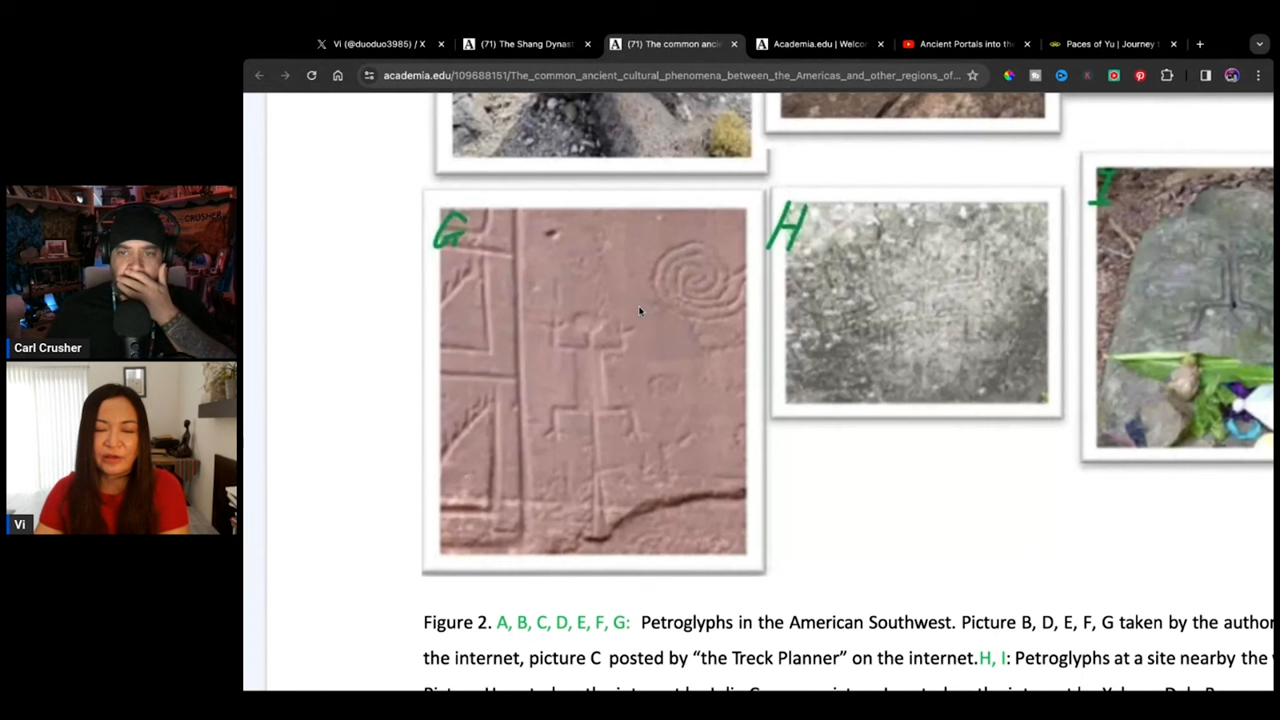 Vi (@duoduo3985) / X
(71) The Shang Dynast
(71) The common ancie
Academia.edu | Welco
Ancient Portals into the
Paces of Yu | Journey t
academia.edu/109688151/The_common_ancient_cultural_phenomena_between_the_Americas_and_other_regions_of...
CRUSHER
Carl Crusher
Vi
G
H
I
Figure 2. A, B, C, D, E, F, G: Petroglyphs in the American Southwest. Picture B, D, E, F, G taken by the autho
the internet, picture C posted by “the Treck Planner” on the internet.H, I: Petroglyphs at a site nearby the